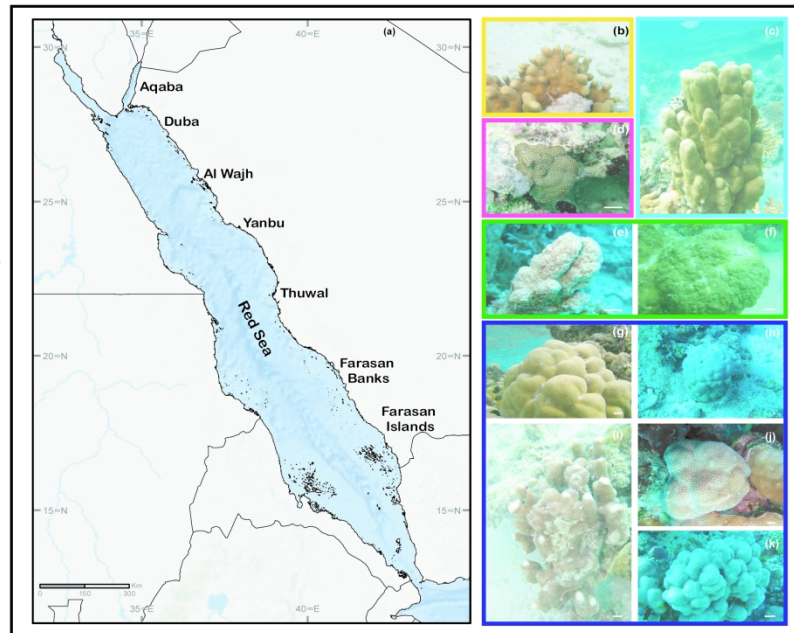 35°E
40°E
(a)
30°N
30°N
Aqaba
Duba
Al Wajh
25°N
25°N
Yanbu
Thuwal
Red Sea
20°N
20°N
Farasan
Banks
Farasan
Islands
15°N
15°N
0
150
300
Km
35°E
40°E
(b)
(c)
(d)
(e)
(f)
(g)
(h)
(i)
(j)
(k)